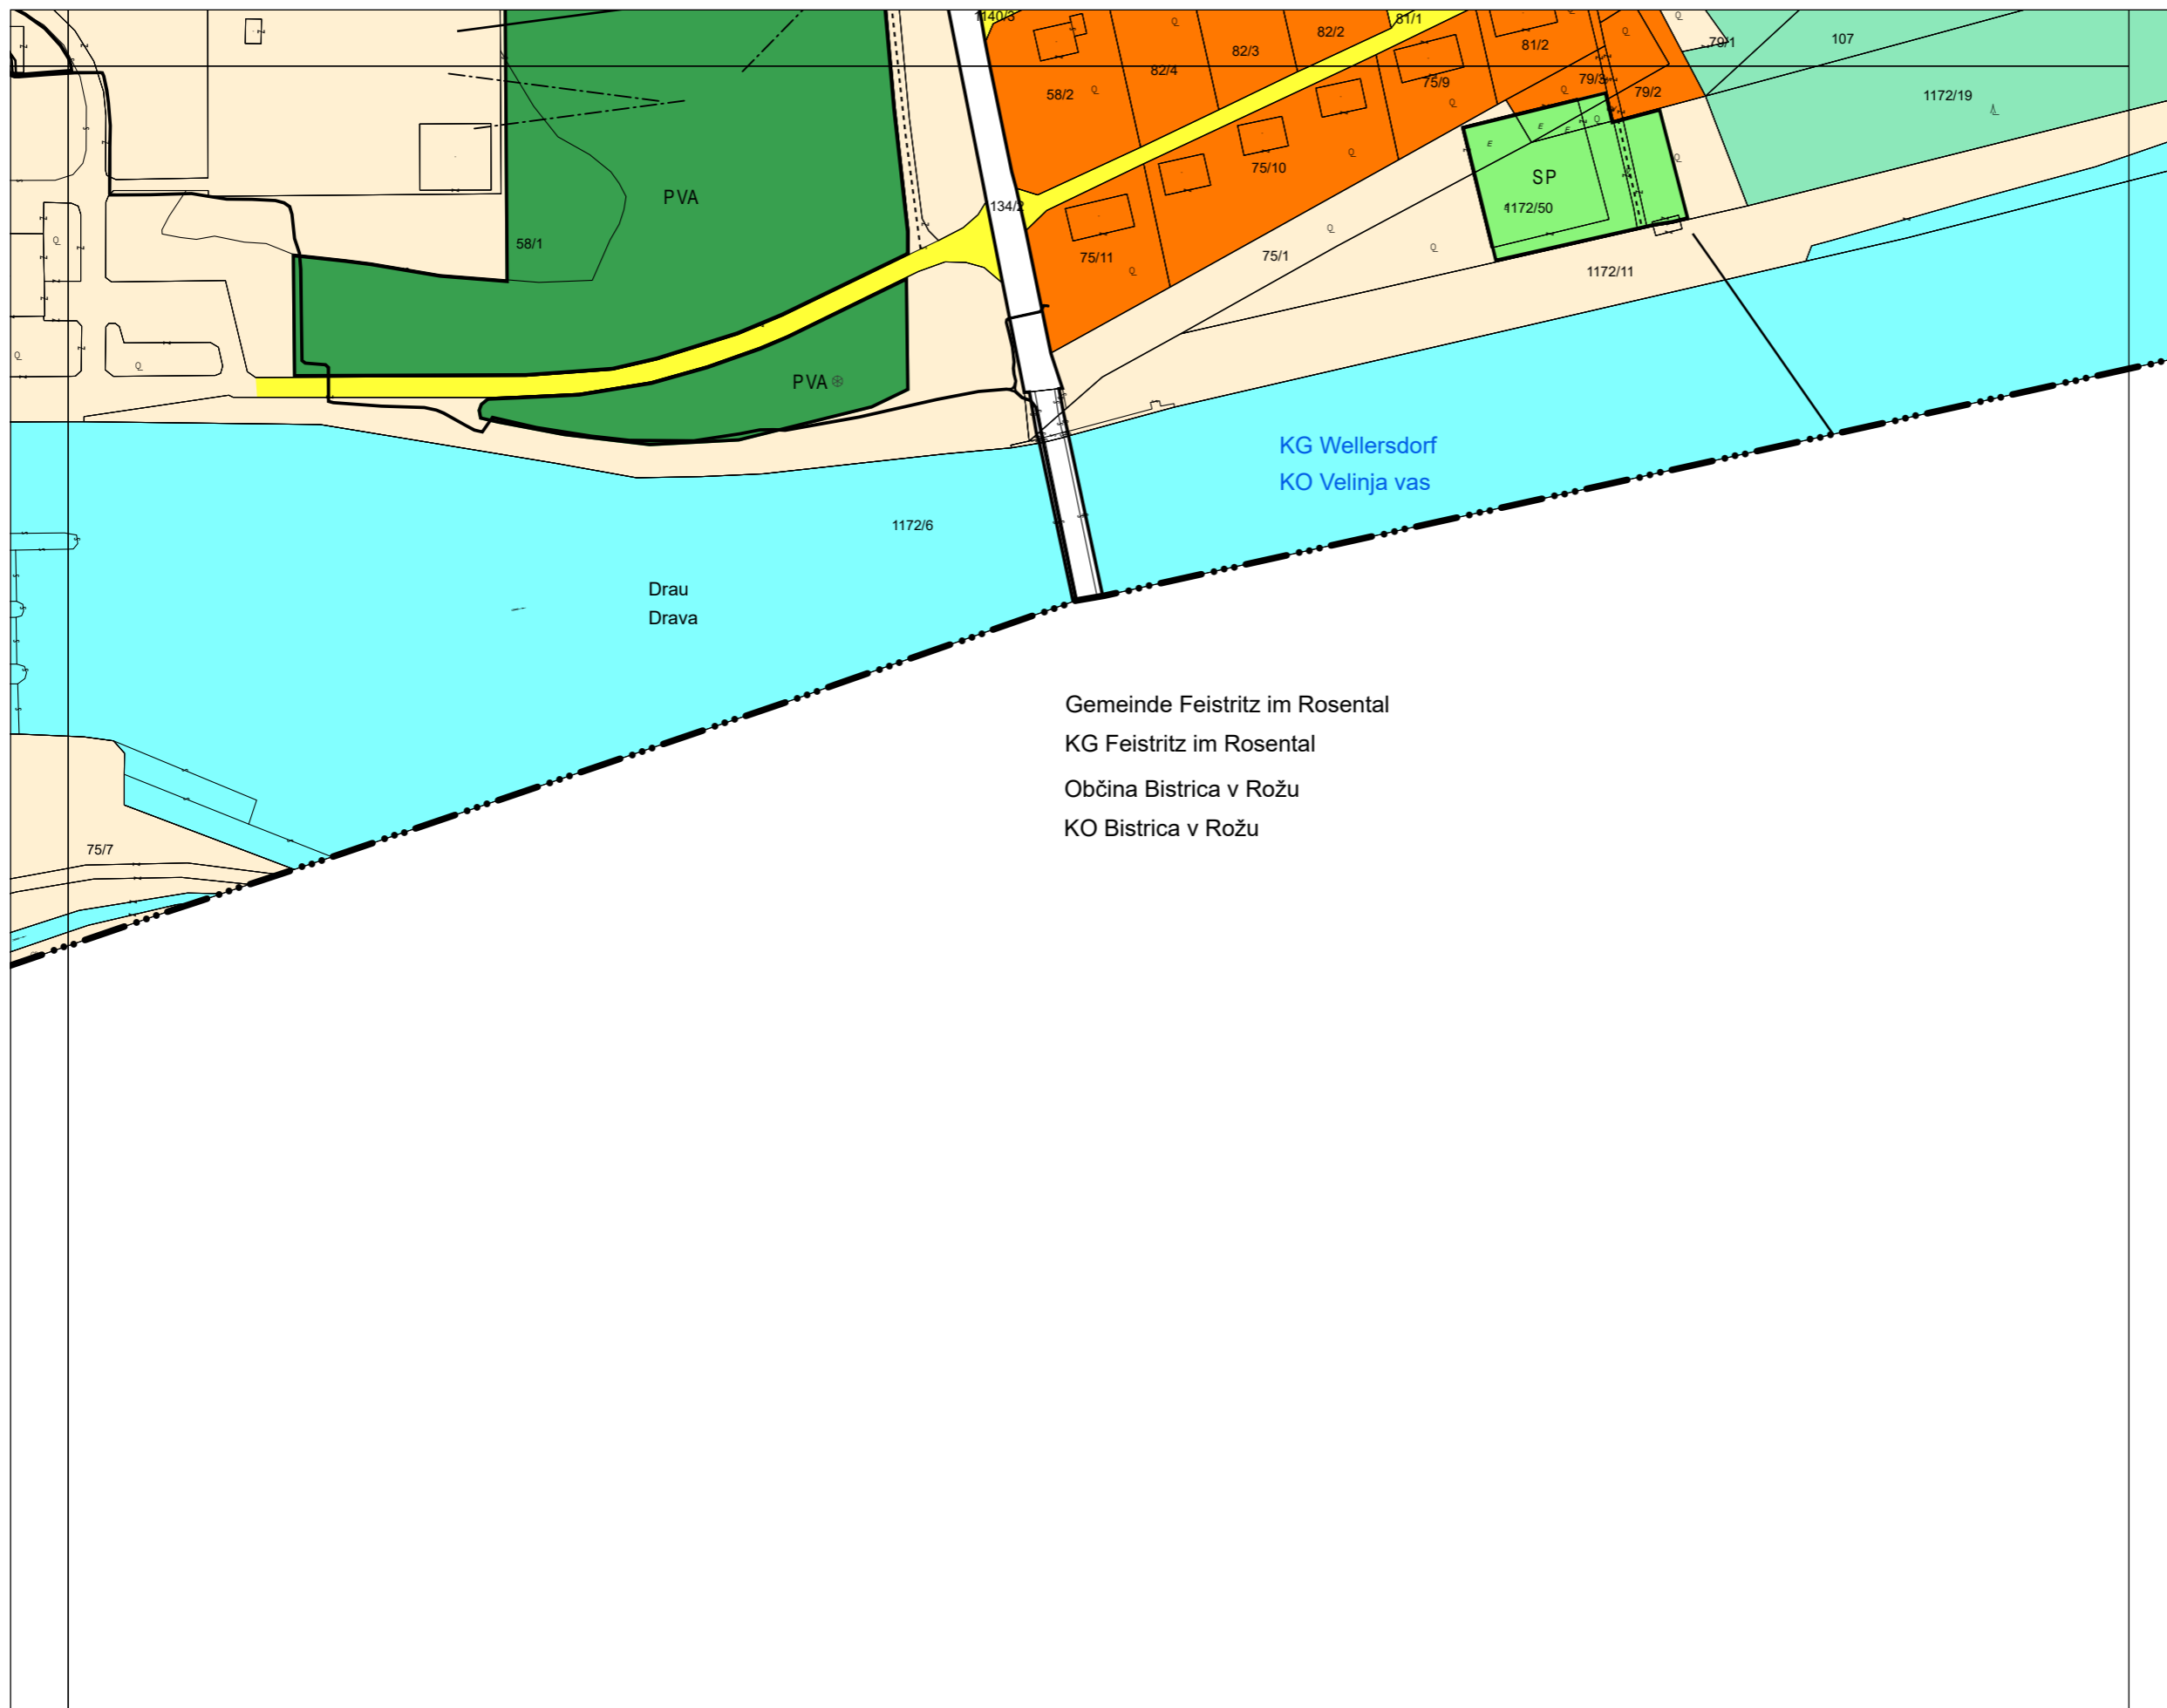 1140/3
81/1
82/2
82/3
82/4
81/2
79/1
107
58/2
75/9
79/3
79/2
1172/19
75/10
PVA
SP
134/2
1172/50
58/1
75/11
75/1
1172/11
PVA
KG Wellersdorf
KO Velinja vas
1172/6
Drau
Drava
Gemeinde Feistritz im Rosental
KG Feistritz im Rosental
Občina Bistrica v Rožu
KO Bistrica v Rožu
75/7